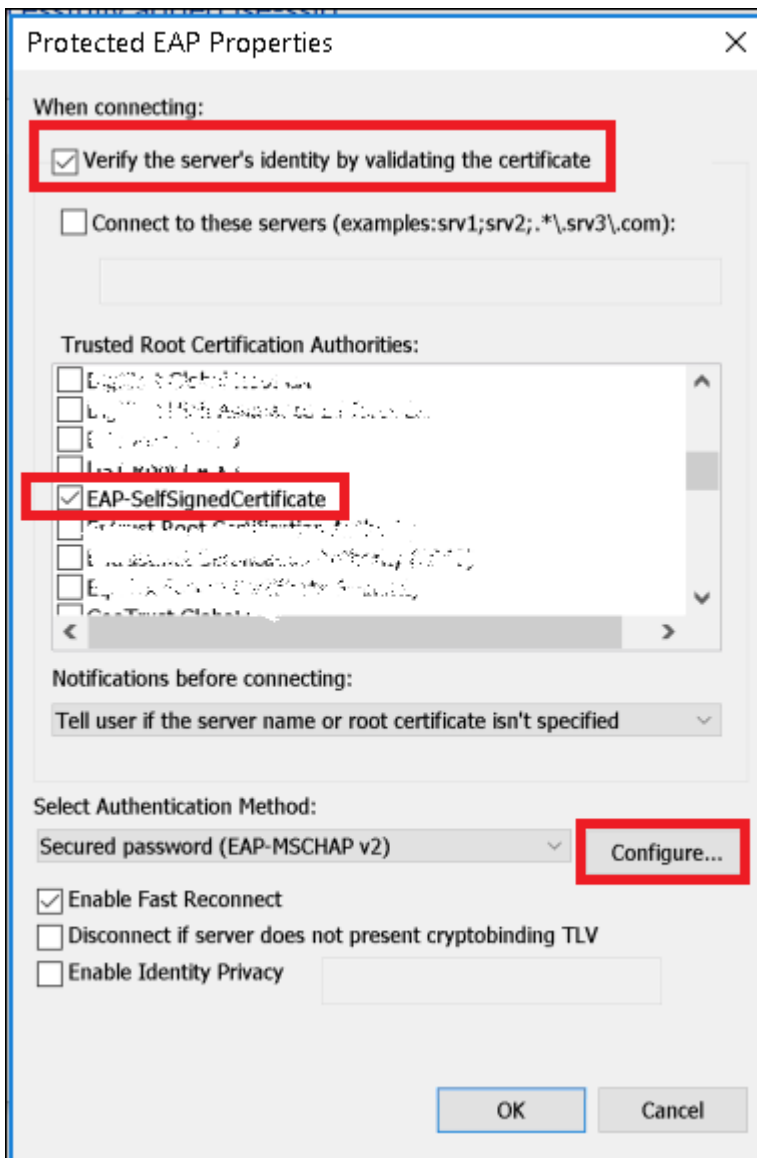 Protected EAP Properties
When connecting:
Verify the server's identity by validating the certificate
Connect to these servers (examples:srv1;srv2;.*\.srv3\.com):
Trusted Root Certification Authorities:
EAP-SelfSignedCertificate
Notifications before connecting:
Tell user if the server name or root certificate isn't specified
Select Authentication Method:
Secured password (EAP-MSCHAP v2)
Configure...
Enable Fast Reconnect
Disconnect if server does not present cryptobinding TLV
Enable Identity Privacy
OK
Cancel